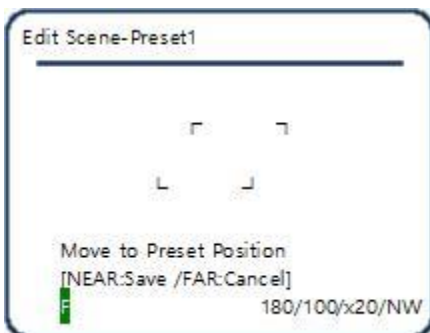 Edit Scene-Preset1
Move to Preset Position
[NEAR:Save /FAR:Cancel]
F 180/100/x20/NW